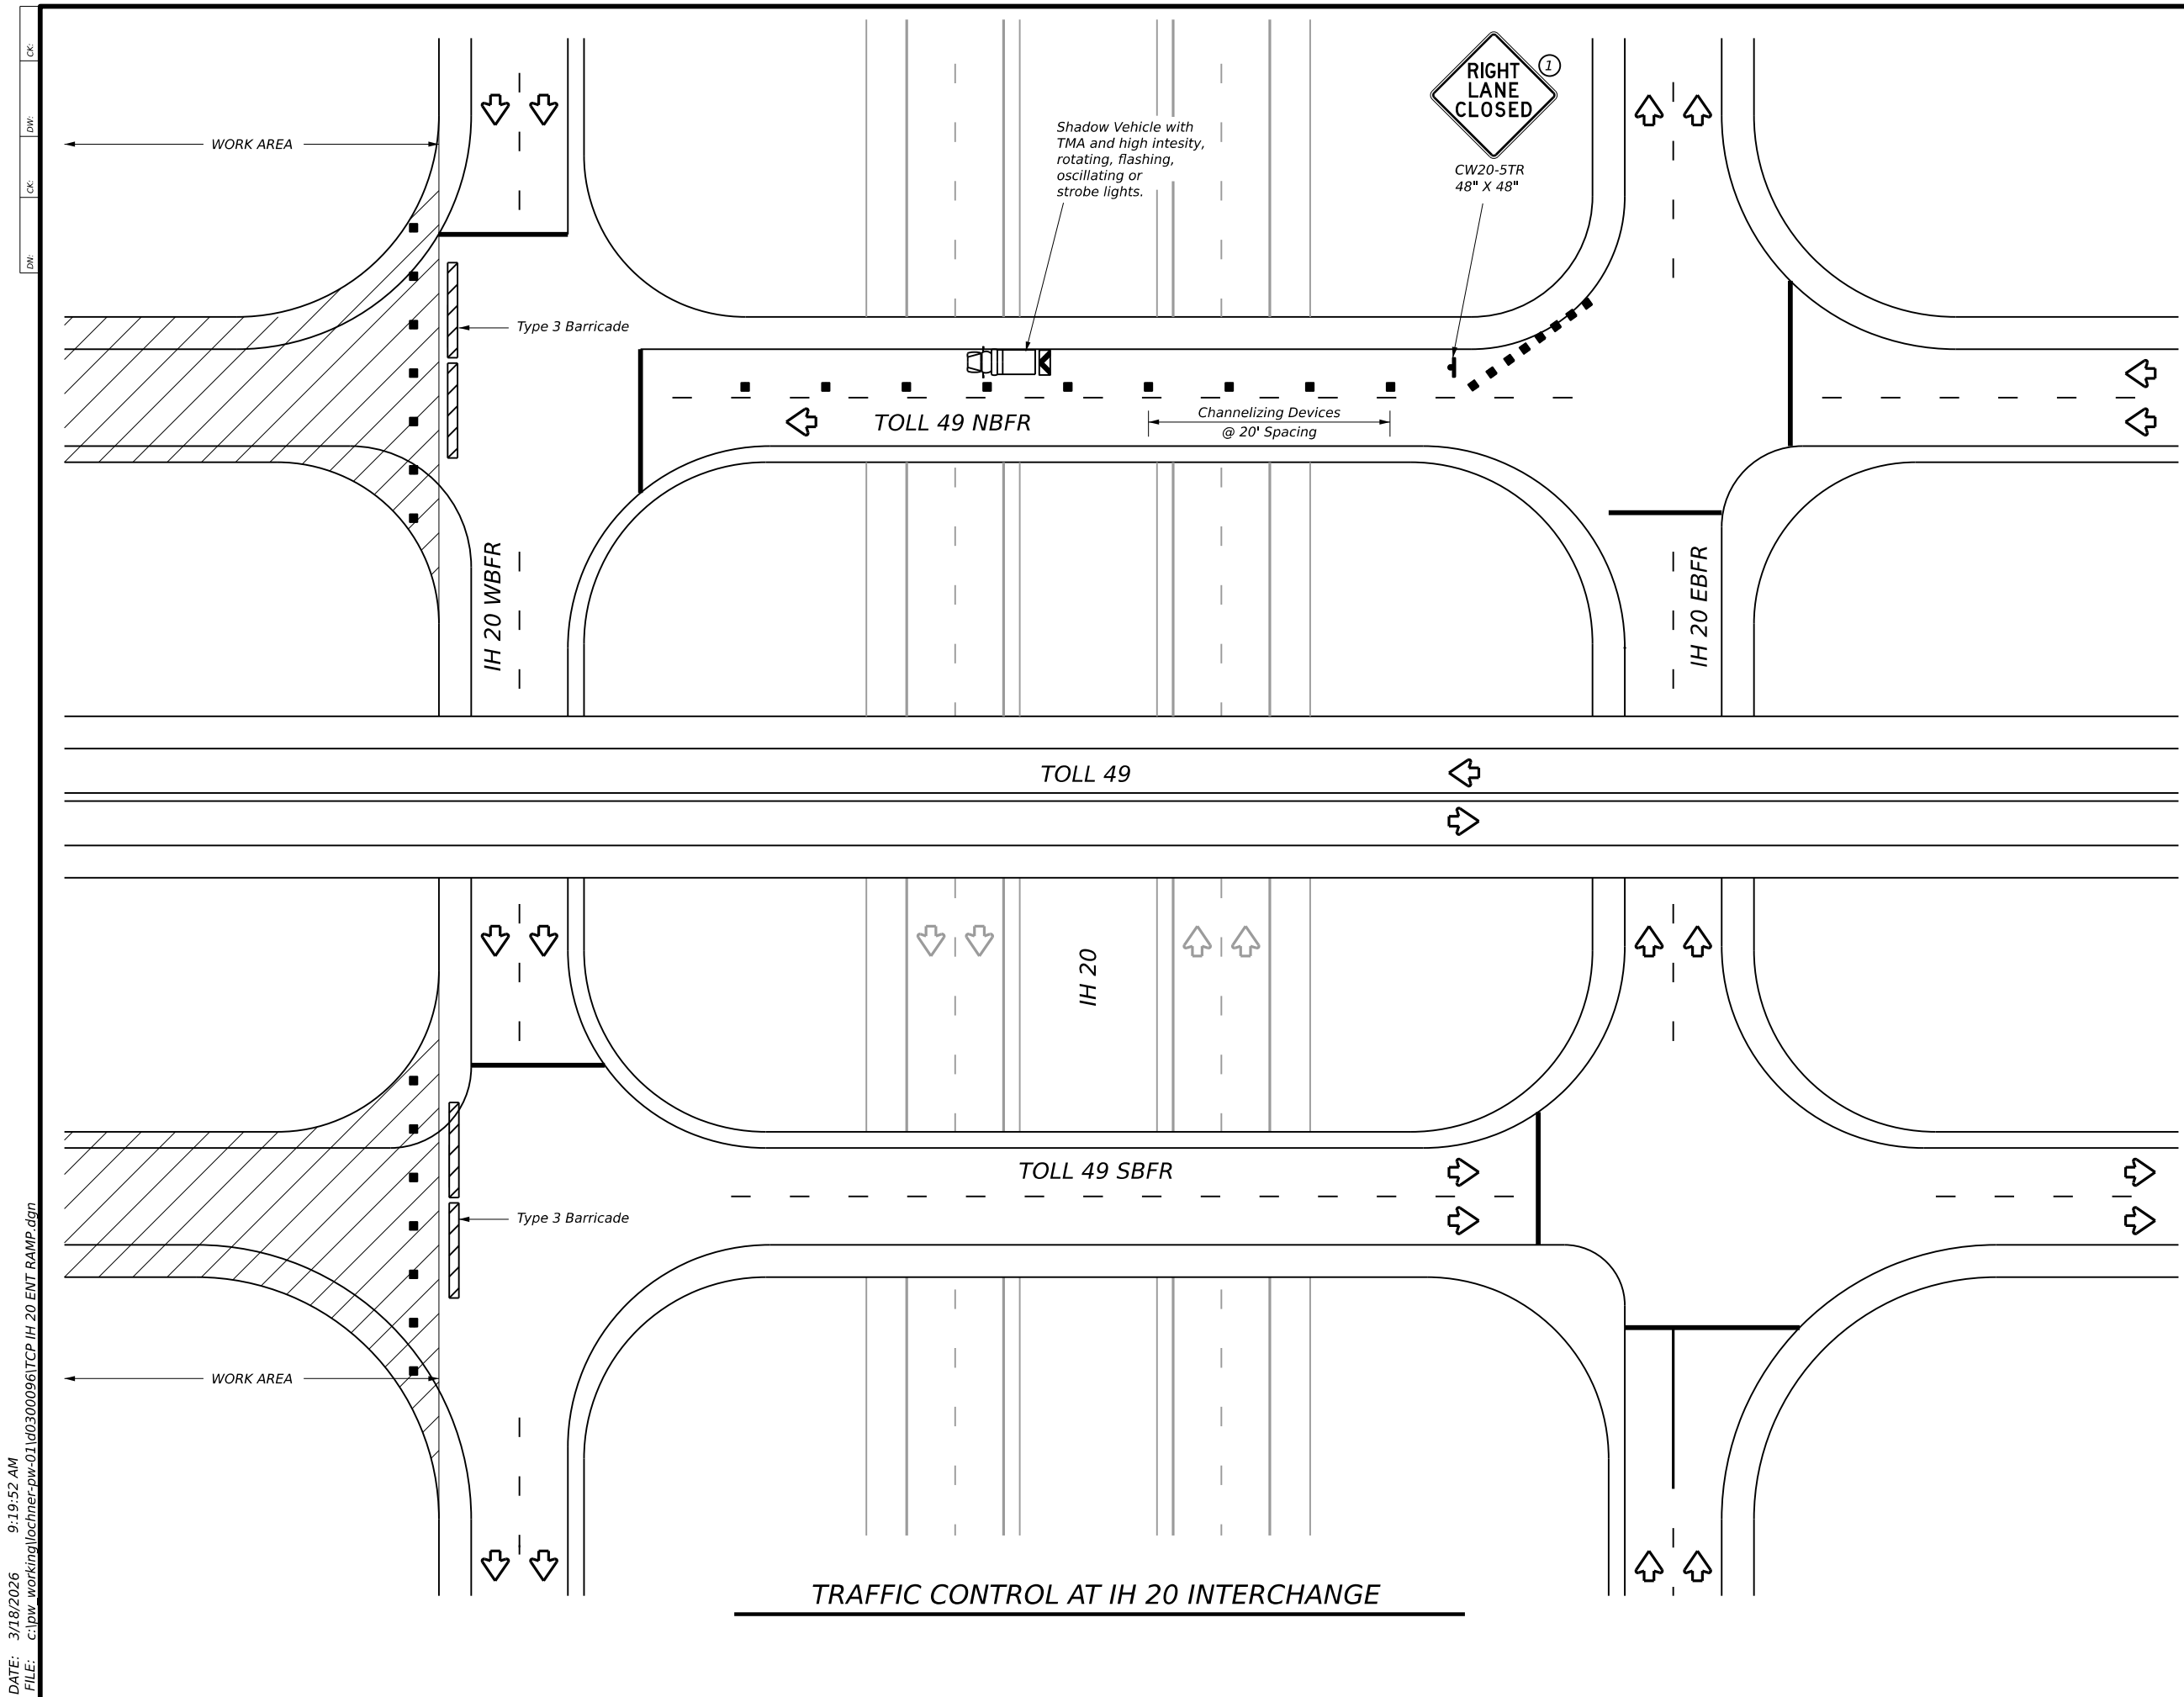 CK:
DW:
CK:
DN:
RIGHT
LANE
CLOSED
1
CW20-5TR
48" X 48"
Shadow Vehicle with
TMA and high intesity,
rotating, flashing,
oscillating or
strobe lights.
WORK AREA
Type 3 Barricade
TOLL 49 NBFR
Channelizing Devices
@ 20' Spacing
IH 20 WBFR
IH 20 EBFR
TOLL 49
IH 20
TOLL 49 SBFR
Type 3 Barricade
WORK AREA
TRAFFIC CONTROL AT IH 20 INTERCHANGE
DATE: 3/18/2026 9:19:52 AM
FILE: c:\pw_working\lochner-pw-01\d0300096\TCP IH 20 ENT RAMP.dgn